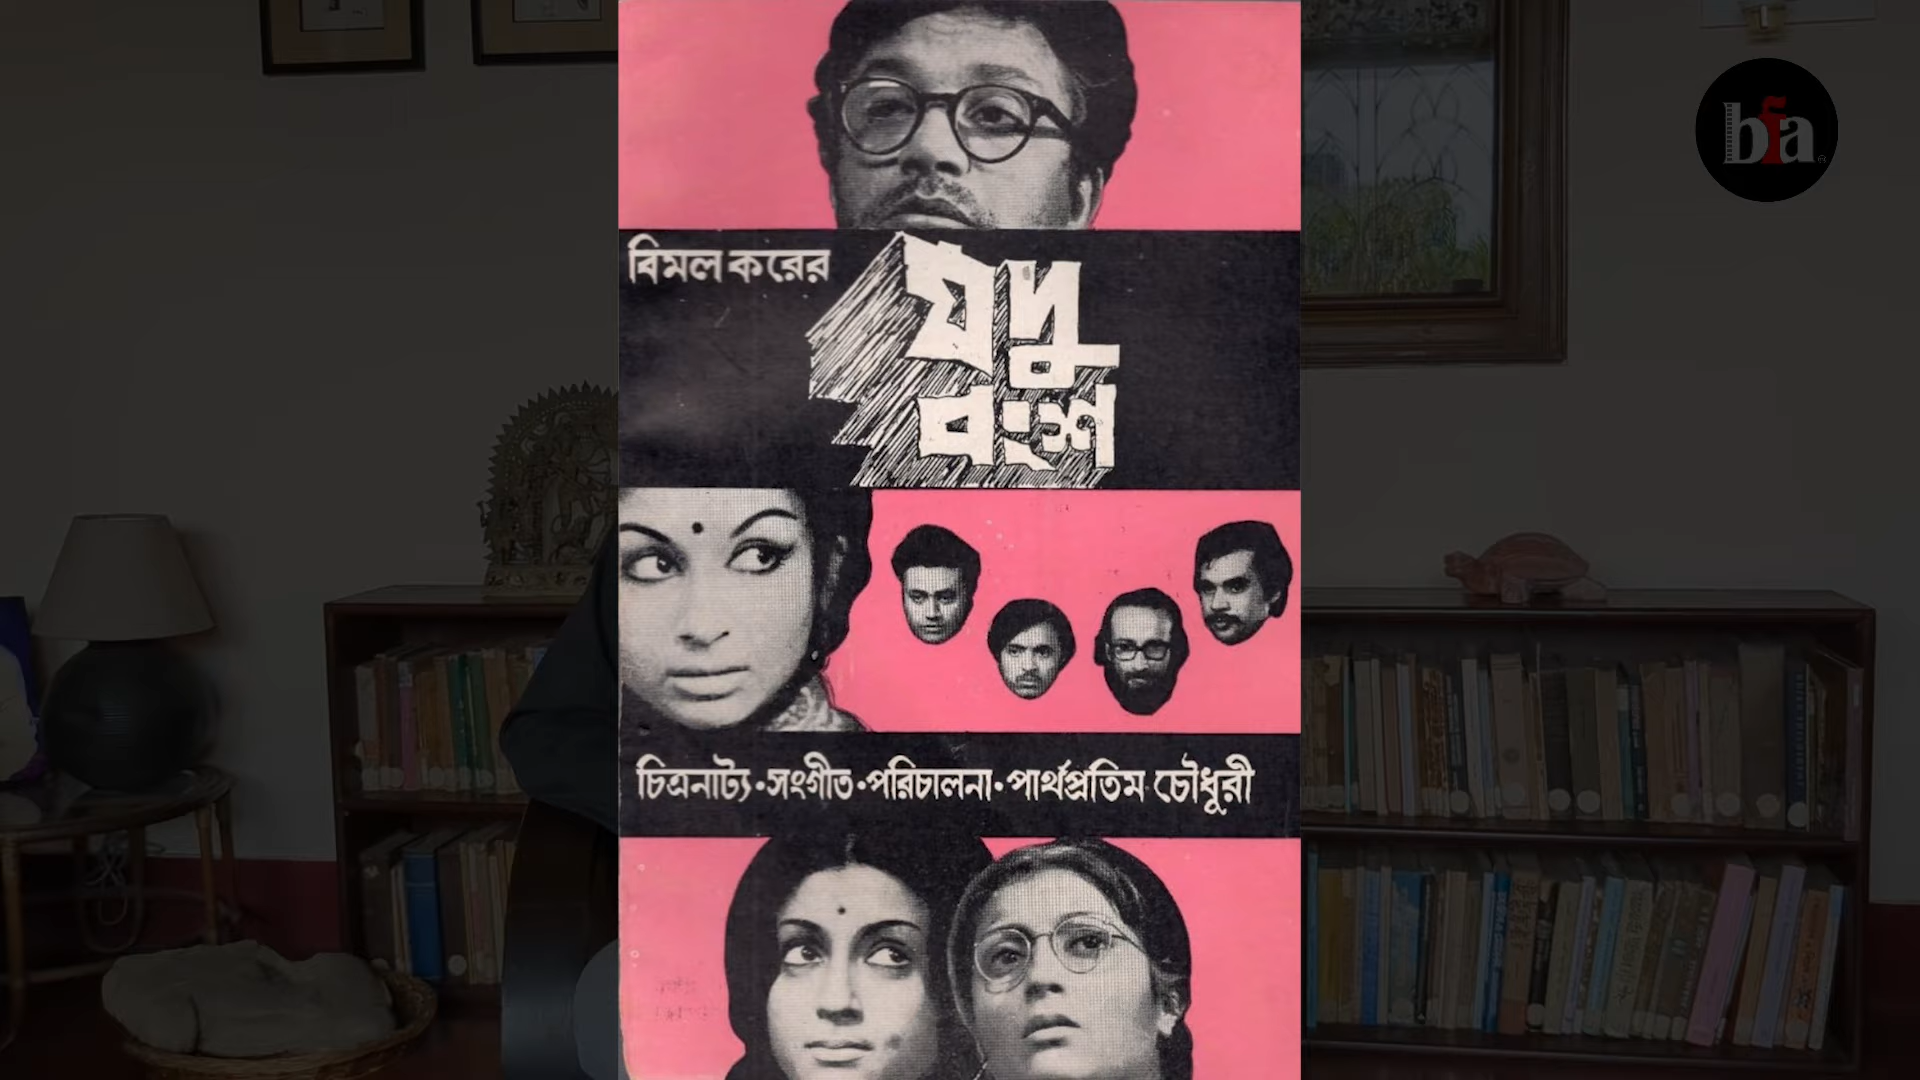 bfa
বিমল করের
যদু
বংশ
চিত্রনাট্য • সংগীত • পরিচালনা • পার্থপ্রতিম চৌধুরী